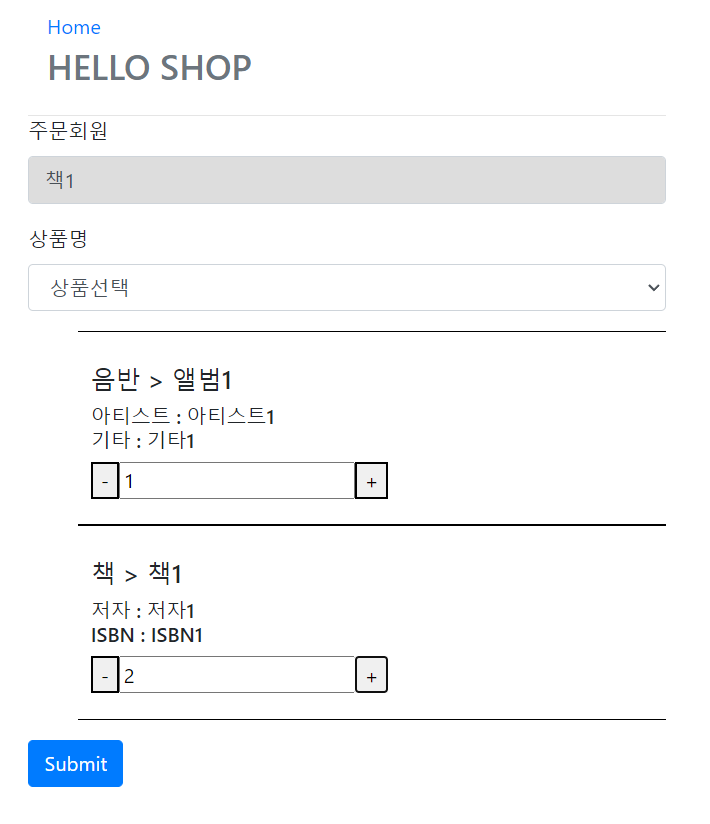 Home
HELLO SHOP
주문회원
책1
상품명
상품선택
음반 > 앨범1
아티스트 : 아티스트1
기타 : 기타1
- 1 +
책 > 책1
저자 : 저자1
ISBN : ISBN1
- 2 +
Submit